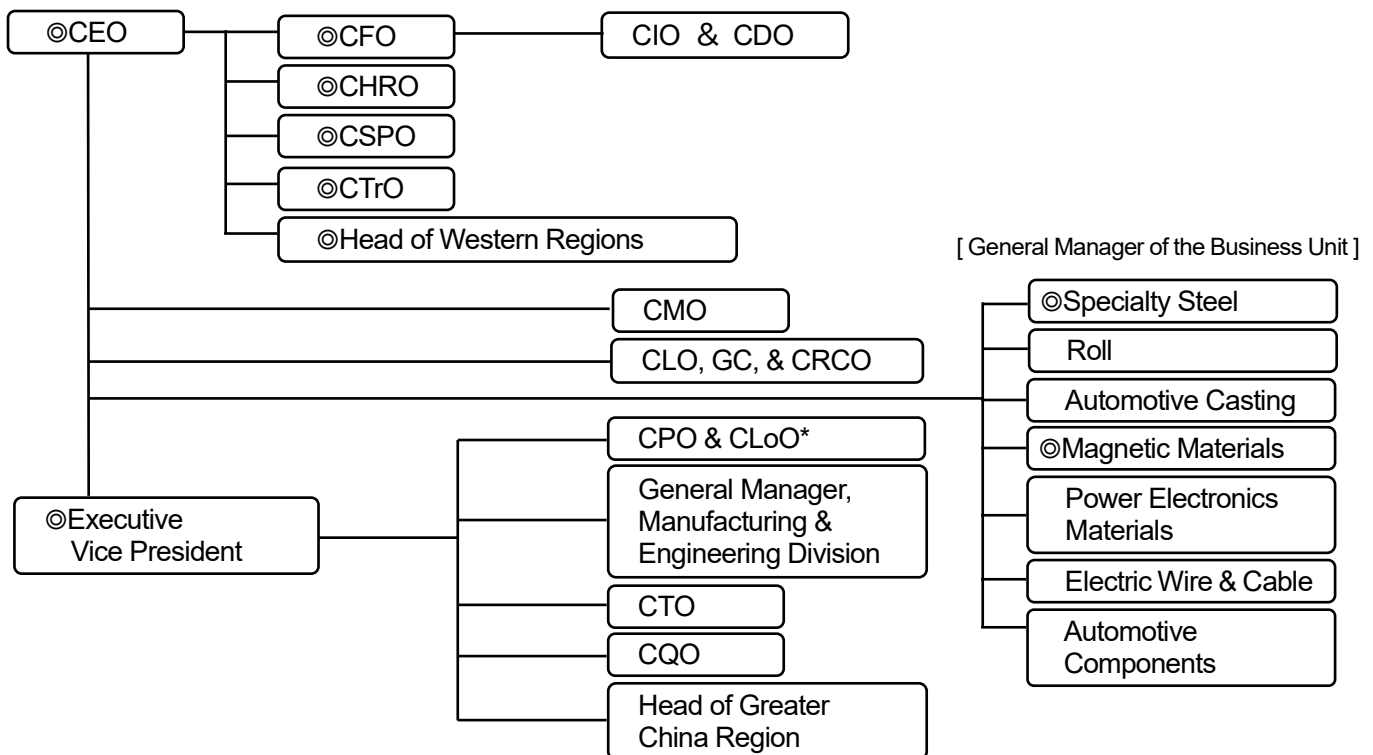 ◎CEO
◎CFO
CIO & CDO
◎CHRO
◎CSPO
◎CTrO
◎Head of Western Regions
[ General Manager of the Business Unit ]
CMO
CLO, GC, & CRCO
◎Specialty Steel
Roll
Automotive Casting
◎Magnetic Materials
Power Electronics
Materials
Electric Wire & Cable
Automotive
Components
◎Executive
Vice President
CPO & CLoO*
General Manager,
Manufacturing &
Engineering Division
CTO
CQO
Head of Greater
China Region